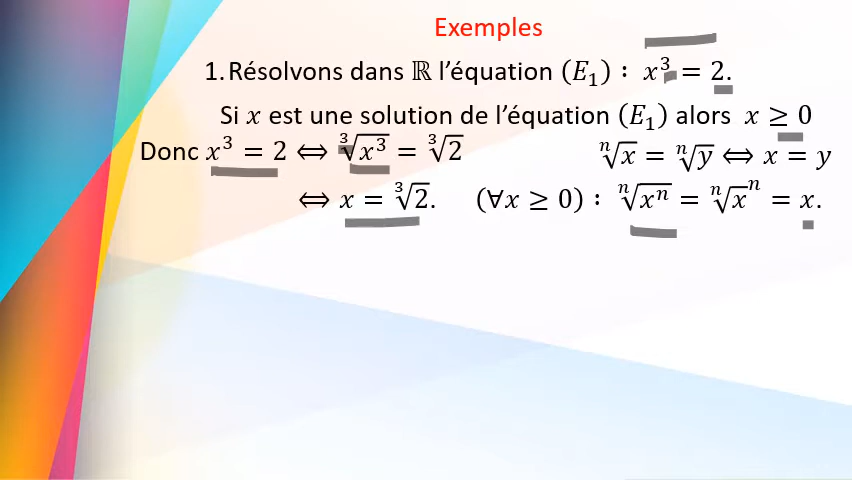 Exemples
1. Résolvons dans ℝ l’équation (E₁) : x³ = 2.
Si x est une solution de l’équation (E₁) alors x ≥ 0
Donc x³ = 2 ⇔ ∛(x³) = ∛2 ⁿ√x = ⁿ√y ⇔ x = y
⇔ x = ∛2. (∀x ≥ 0) : ⁿ√(xⁿ) = ⁿ√x ⁿ = x.